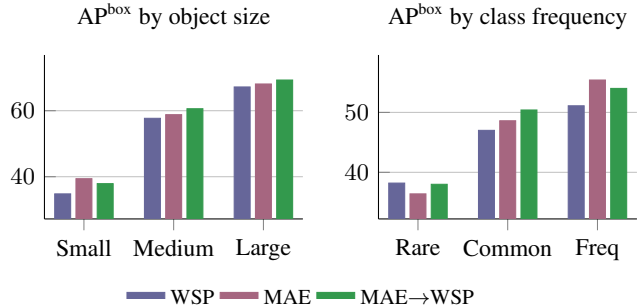 AP^box by object size
60
40
Small Medium Large
AP^box by class frequency
50
40
Rare Common Freq
WSP MAE MAE→WSP